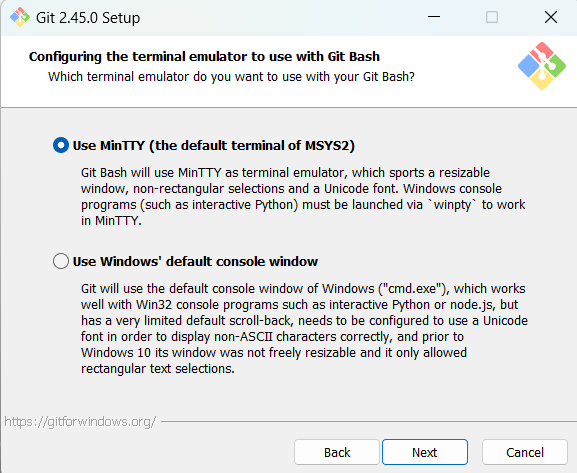 Git 2.45.0 Setup
Configuring the terminal emulator to use with Git Bash
Which terminal emulator do you want to use with your Git Bash?
Use MinTTY (the default terminal of MSYS2)
Git Bash will use MinTTY as terminal emulator, which sports a resizable
window, non-rectangular selections and a Unicode font. Windows console
programs (such as interactive Python) must be launched via `winpty` to work
in MinTTY.
Use Windows' default console window
Git will use the default console window of Windows ("cmd.exe"), which works
well with Win32 console programs such as interactive Python or node.js, but
has a very limited default scroll-back, needs to be configured to use a Unicode
font in order to display non-ASCII characters correctly, and prior to
Windows 10 its window was not freely resizable and it only allowed
rectangular text selections.
https://gitforwindows.org/
Back Next Cancel